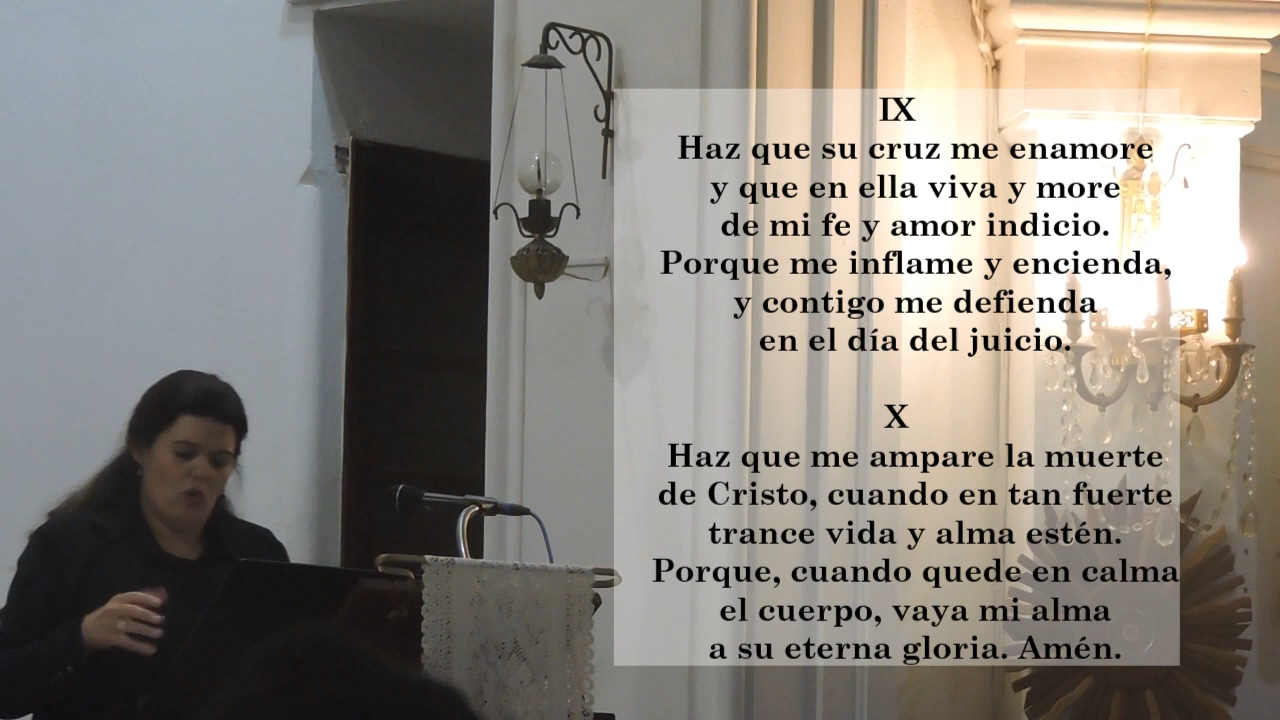 IX
Haz que su cruz me enamore
y que en ella viva y more
de mi fe y amor indicio.
Porque me inflame y encienda,
y contigo me defienda
en el día del juicio.
X
Haz que me ampare la muerte
de Cristo, cuando en tan fuerte
trance vida y alma estén.
Porque, cuando quede en calma
el cuerpo, vaya mi alma
a su eterna gloria. Amén.